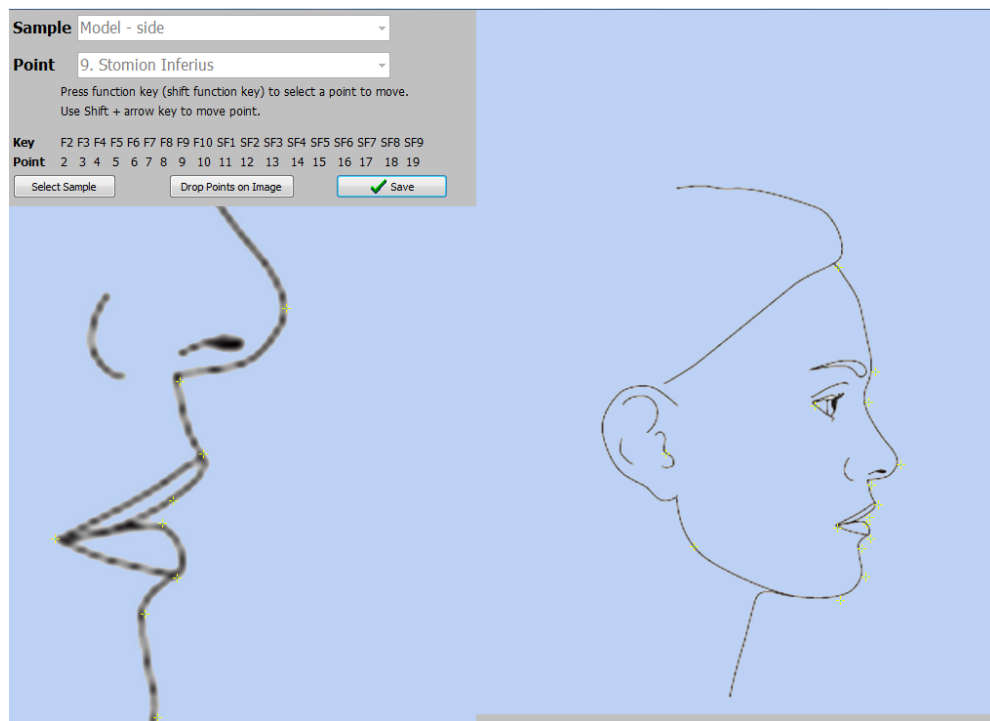 Sample Model - side
Point 9. Stomion Inferius
Press function key (shift function key) to select a point to move.
Use Shift + arrow key to move point.
Key F2 F3 F4 F5 F6 F7 F8 F9 F10 SF1 SF2 SF3 SF4 SF5 SF6 SF7 SF8 SF9
Point 2 3 4 5 6 7 8 9 10 11 12 13 14 15 16 17 18 19
Select Sample Drop Points on Image Save